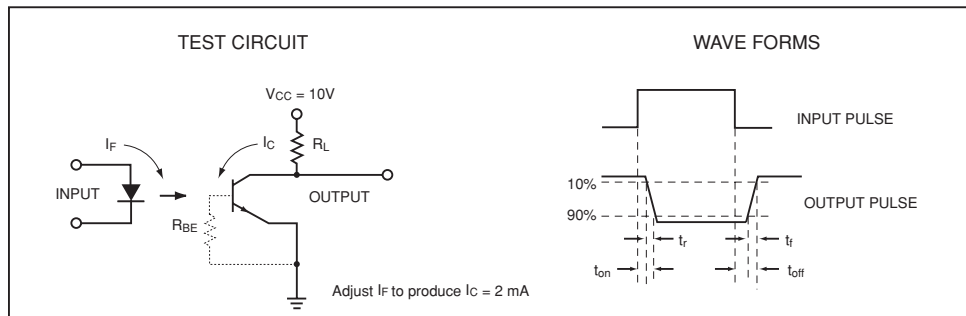 TEST CIRCUIT
VCC = 10V
RL
IC
IF
INPUT
OUTPUT
RBE
Adjust IF to produce IC = 2 mA
WAVE FORMS
INPUT PULSE
10%
OUTPUT PULSE
90%
tr
tf
ton
toff